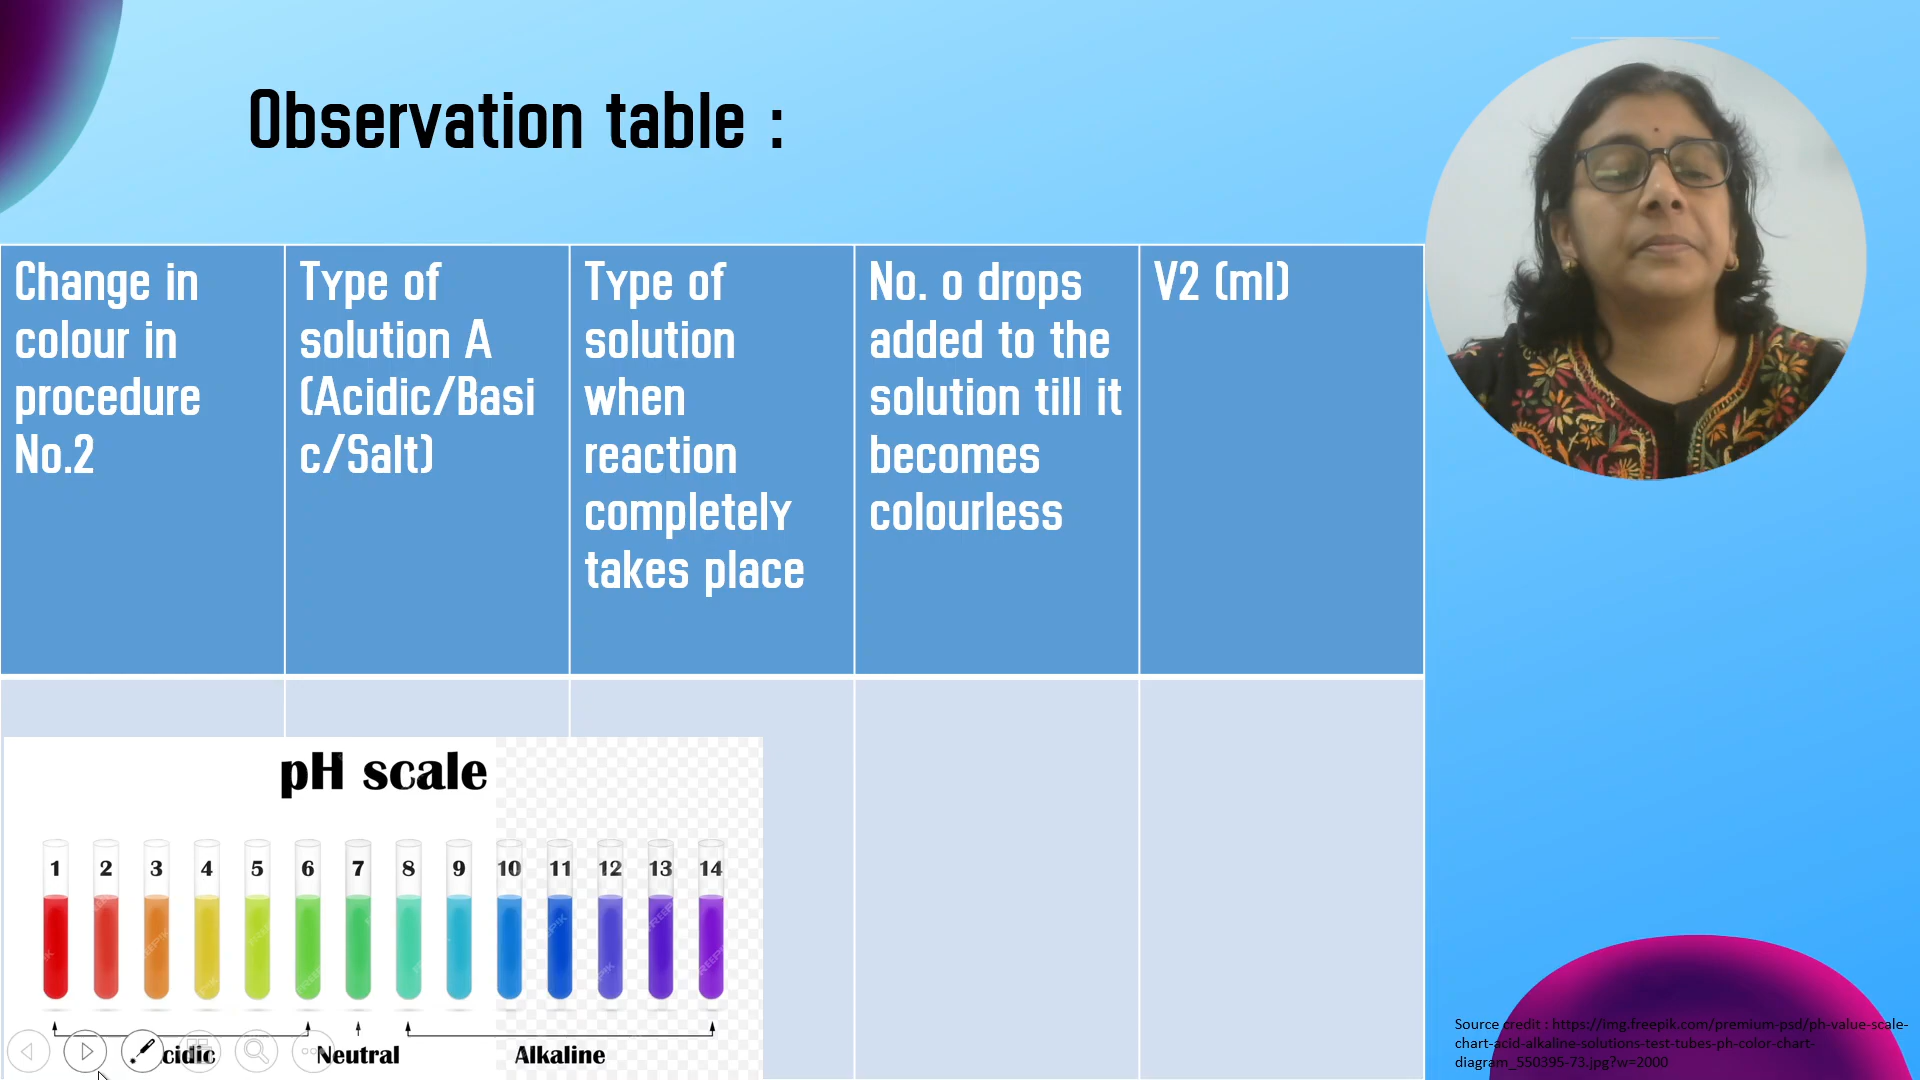 Observation table :
Change in
colour in
procedure
No.2
Type of
solution A
(Acidic/Basi
c/Salt)
Type of
solution
when
reaction
completely
takes place
No. o drops
added to the
solution till it
becomes
colourless
V2 (ml)
pH scale
1 2 3 4 5 6 7 8 9 10 11 12 13 14
cidic Neutral Alkaline
Source credit : https://img.freepik.com/premium-psd/ph-value-scale-
chart-acid-alkaline-solutions-test-tubes-ph-color-chart-
diagram_550395-73.jpg?w=2000